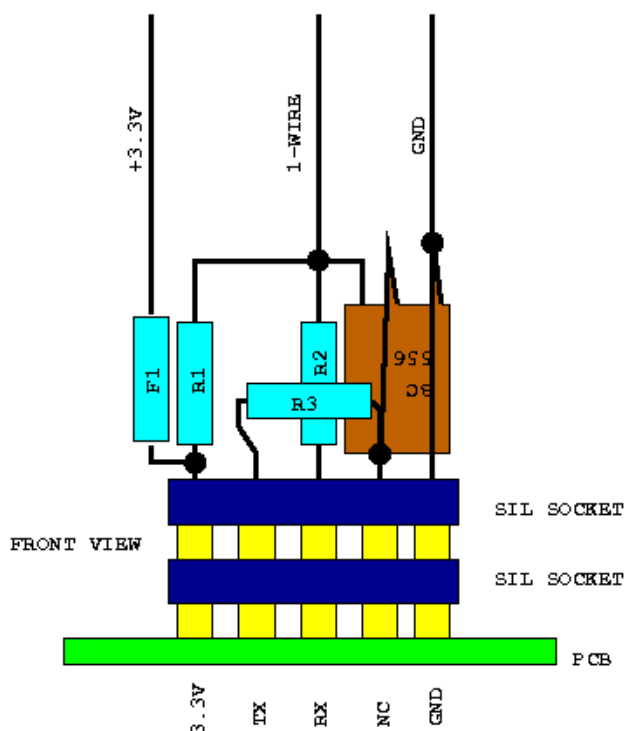 +3.3V
1-WIRE
GND
F1
R1
R2
R3
BC
556
SIL SOCKET
FRONT VIEW
SIL SOCKET
PCB
3.3V
TX
RX
NC
GND